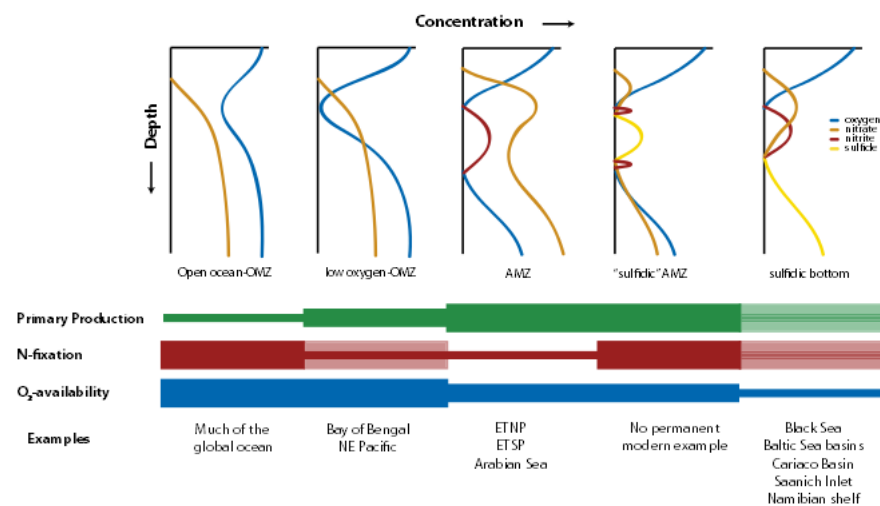 Concentration
Depth
oxygen
nitrate
nitrite
sulfide
Open ocean-OMZ
low oxygen-OMZ
AMZ
"sulfidic" AMZ
sulfidic bottom
Primary Production
N-fixation
O₂-availability
Examples
Much of the
global ocean
Bay of Bengal
NE Pacific
ETNP
ETSP
Arabian Sea
No permanent
modern example
Black Sea
Baltic Sea basins
Cariaco Basin
Saanich Inlet
Namibian shelf